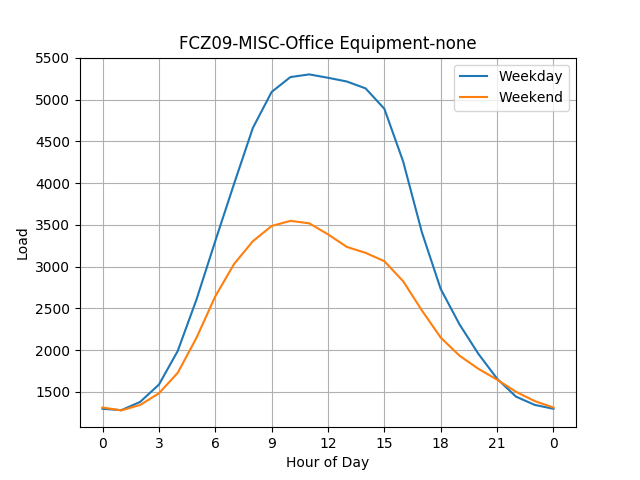 FCZ09-MISC-Office Equipment-none
Weekday
Weekend
5500
5000
4500
4000
3500
3000
2500
2000
1500
Load
0 3 6 9 12 15 18 21 0
Hour of Day